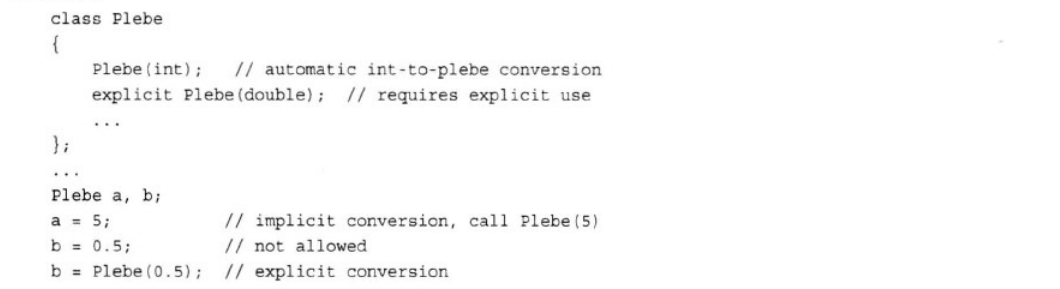 class Plebe
{
    Plebe(int);   // automatic int-to-plebe conversion
    explicit Plebe(double);  // requires explicit use
    ...
};
...
Plebe a, b;
a = 5;          // implicit conversion, call Plebe(5)
b = 0.5;        // not allowed
b = Plebe(0.5);  // explicit conversion